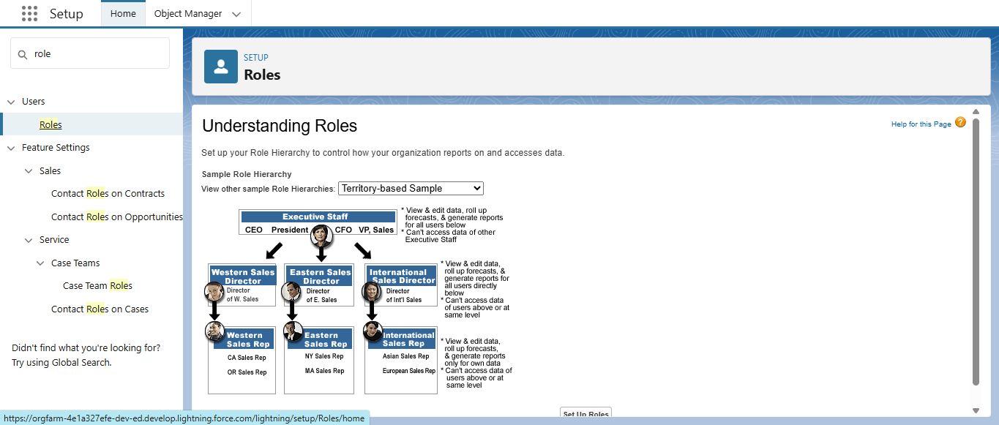 Setup
Home
Object Manager
role
Users
Roles
Feature Settings
Sales
Contact Roles on Contracts
Contact Roles on Opportunities
Service
Case Teams
Case Team Roles
Contact Roles on Cases
Didn't find what you're looking for?
Try using Global Search.
https://orgfarm-4e1a327efe-dev-ed.develop.lightning.force.com/lightning/setup/Roles/home
SETUP
Roles
Understanding Roles
Help for this Page ?
Set up your Role Hierarchy to control how your organization reports on and accesses data.
Sample Role Hierarchy
View other sample Role Hierarchies: Territory-based Sample
Executive Staff
CEO President CFO VP, Sales
* View & edit data, roll up
forecasts, & generate reports
for all users below
* Can't access data of other
Executive Staff
Western Sales
Director
Director
of W. Sales
Eastern Sales
Director
Director
of E. Sales
International
Sales Director
Director
of Int'l Sales
* View & edit data,
roll up forecasts, &
generate reports for
all users directly
below
* Can't access data
of users above or at
same level
Western
Sales Rep
CA Sales Rep
OR Sales Rep
Eastern
Sales Rep
NY Sales Rep
MA Sales Rep
International
Sales Rep
Asian Sales Rep
European Sales Rep
* View & edit data,
roll up forecasts,
& generate reports
only for own data
* Can't access data of
users above or at
same level
Set Up Roles